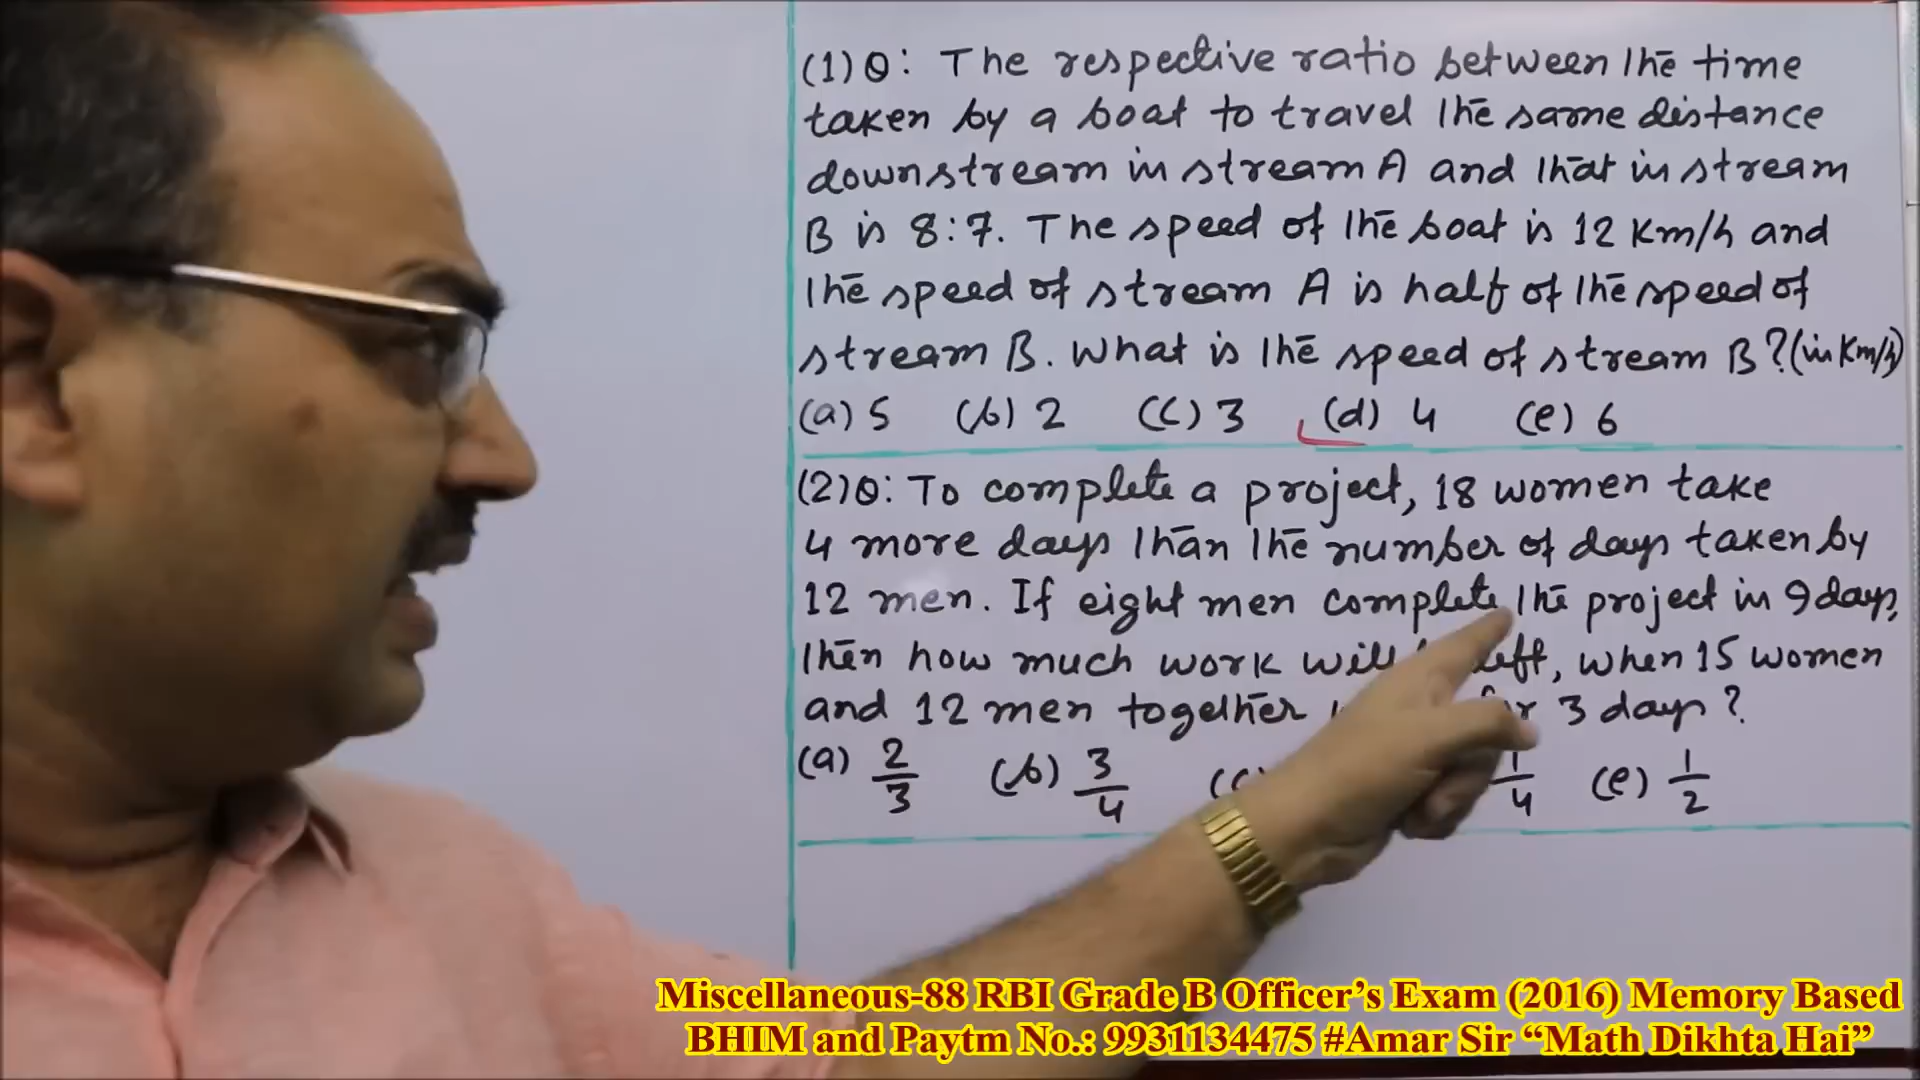 (1)Q: The respective ratio between the time
taken by a boat to travel the same distance
downstream in stream A and that in stream
B is 8:7. The speed of the boat is 12 Km/h and
the speed of stream A is half of the speed of
stream B. What is the speed of stream B?(in Km/h)
(a) 5 (b) 2 (c) 3 (d) 4 (e) 6
(2)Q: To complete a project, 18 women take
4 more days than the number of days taken by
12 men. If eight men complete the project in 9 days,
then how much work will left, when 15 women
and 12 men together 3 days?
(a) 2/3 (b) 3/4 (c) 1/4 (e) 1/2
Miscellaneous-88 RBI Grade B Officer's Exam (2016) Memory Based
BHIM and Paytm No.: 9931134475 #Amar Sir "Math Dikhta Hai"